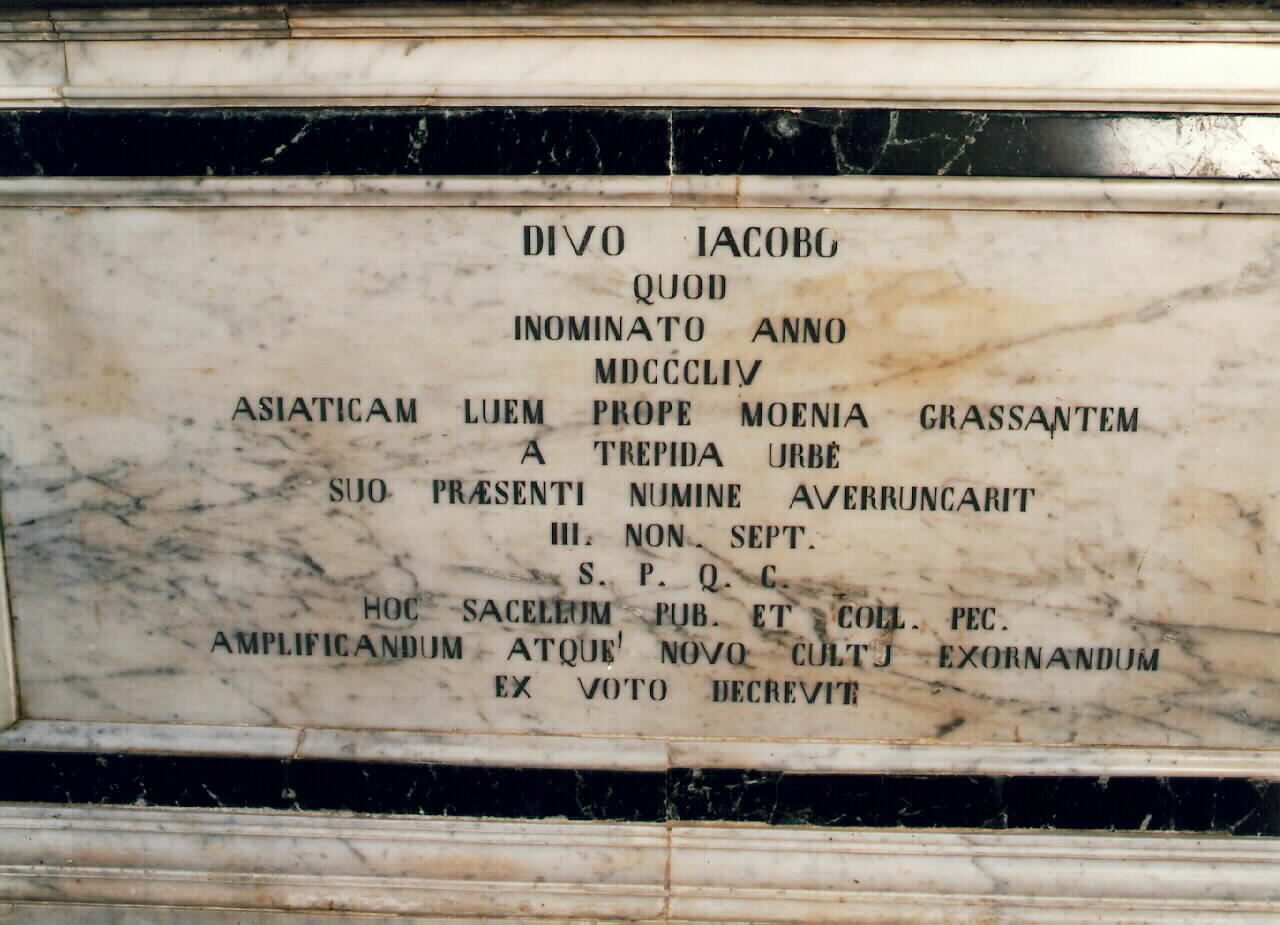 DIVO IACOBO
QUOD
INOMINATO ANNO
MDCCCLIV
ASIATICAM LUEM PROPE MOENIA GRASSANTEM
A TREPIDA URBE
SUO PRÆSENTI NUMINE AVERRUNCARIT
III. NON. SEPT.
S. P. Q. C.
HOC SACELLUM PUB. ET COLL. PEC.
AMPLIFICANDUM ATQUE NOVO CULTU EXORNANDUM
EX VOTO DECREVIT